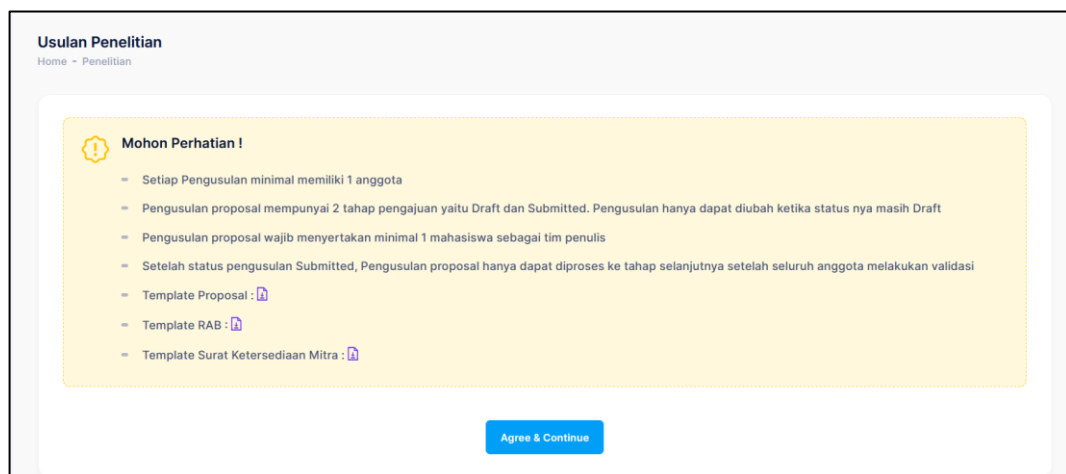 Usulan Penelitian
Home - Penelitian
Mohon Perhatian !
Setiap Pengusulan minimal memiliki 1 anggota
Pengusulan proposal mempunyai 2 tahap pengajuan yaitu Draft dan Submitted. Pengusulan hanya dapat diubah ketika status nya masih Draft
Pengusulan proposal wajib menyertakan minimal 1 mahasiswa sebagai tim penulis
Setelah status pengusulan Submitted, Pengusulan proposal hanya dapat diproses ke tahap selanjutnya setelah seluruh anggota melakukan validasi
Template Proposal :
Template RAB :
Template Surat Ketersediaan Mitra :
Agree & Continue